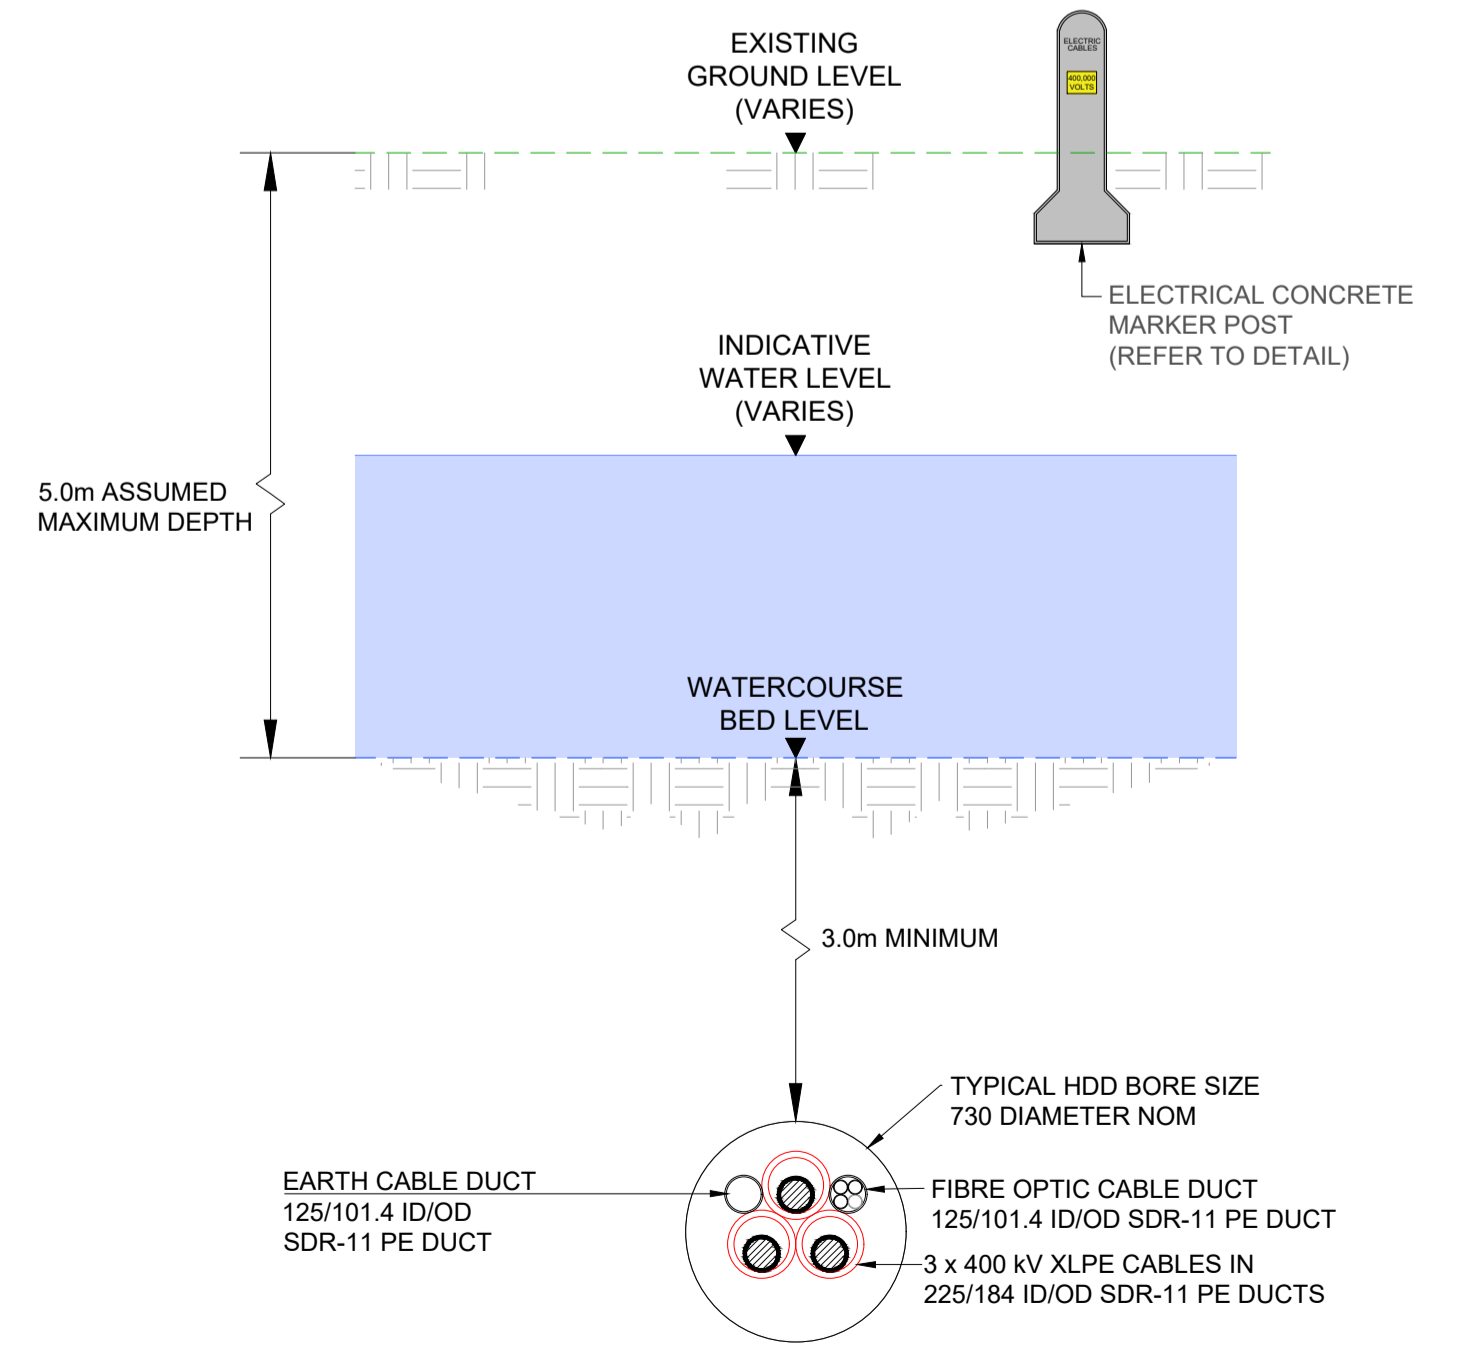 EXISTING
GROUND LEVEL
(VARIES)
ELECTRIC
CABLES
400,000
VOLTS
ELECTRICAL CONCRETE
MARKER POST
(REFER TO DETAIL)
INDICATIVE
WATER LEVEL
(VARIES)
5.0m ASSUMED
MAXIMUM DEPTH
WATERCOURSE
BED LEVEL
3.0m MINIMUM
TYPICAL HDD BORE SIZE
730 DIAMETER NOM
EARTH CABLE DUCT
125/101.4 ID/OD
SDR-11 PE DUCT
FIBRE OPTIC CABLE DUCT
125/101.4 ID/OD SDR-11 PE DUCT
3 x 400 kV XLPE CABLES IN
225/184 ID/OD SDR-11 PE DUCTS